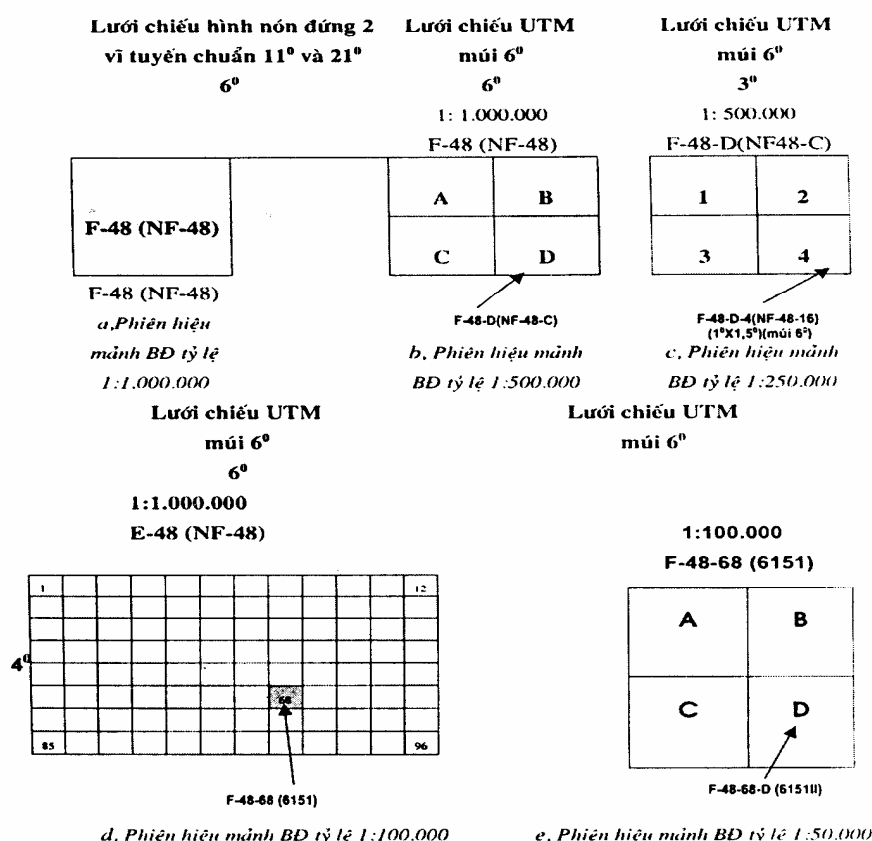 Lưới chiếu hình nón đứng 2
vĩ tuyến chuẩn 11⁰ và 21⁰
6⁰
F-48 (NF-48)
F-48 (NF-48)
a,Phiên hiệu
mảnh BĐ tỷ lệ
1:1.000.000
Lưới chiếu UTM
múi 6⁰
6⁰
1: 1.000.000
F-48 (NF-48)
A B
C D
F-48-D(NF-48-C)
b, Phiên hiệu mảnh
BĐ tỷ lệ 1:500.000
Lưới chiếu UTM
múi 6⁰
3⁰
1: 500.000
F-48-D(NF48-C)
1 2
3 4
F-48-D-4(NF-48-16)
(1⁰X1,5⁰)(múi 6⁰)
c, Phiên hiệu mảnh
BĐ tỷ lệ 1:250.000
Lưới chiếu UTM
múi 6⁰
6⁰
1:1.000.000
E-48 (NF-48)
1 12
4⁰
68
85 96
F-48-68 (6151)
d, Phiên hiệu mảnh BĐ tỷ lệ 1:100.000
Lưới chiếu UTM
múi 6⁰
1:100.000
F-48-68 (6151)
A B
C D
F-48-68-D (6151II)
e, Phiên hiệu mảnh BĐ tỷ lệ 1:50.000